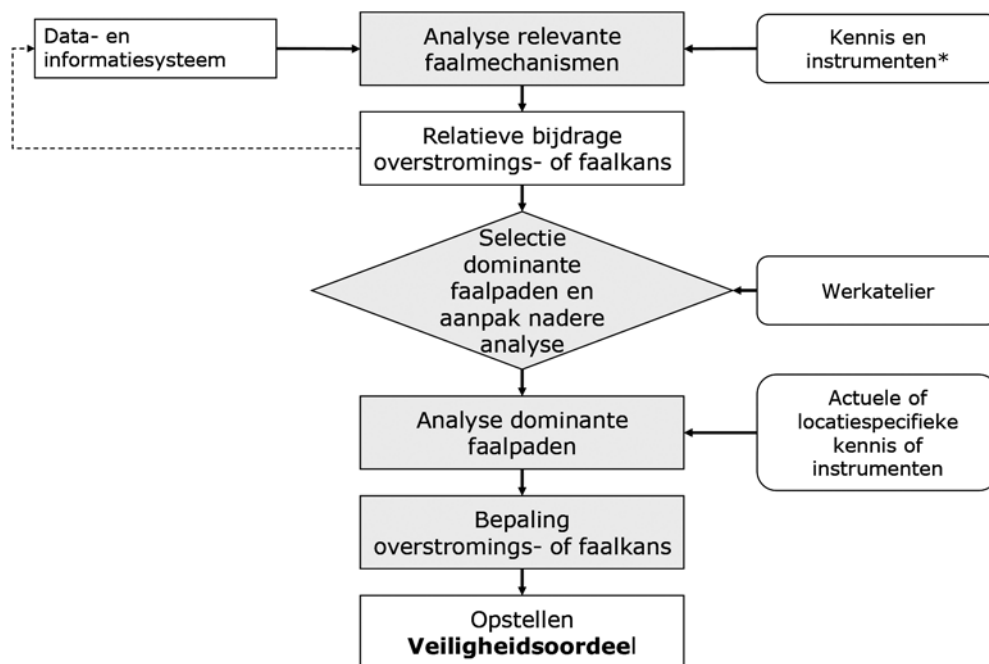 Data- en
informatiesysteem
Analyse relevante
faalmechanismen
Kennis en
instrumenten*
Relatieve bijdrage
overstromings- of faalkans
Selectie
dominante
faalpaden en
aanpak nadere
analyse
Werkatelier
Analyse dominante
faalpaden
Actuele of
locatiespecifieke
kennis of
instrumenten
Bepaling
overstromings- of faalkans
Opstellen
Veiligheidsoordeel